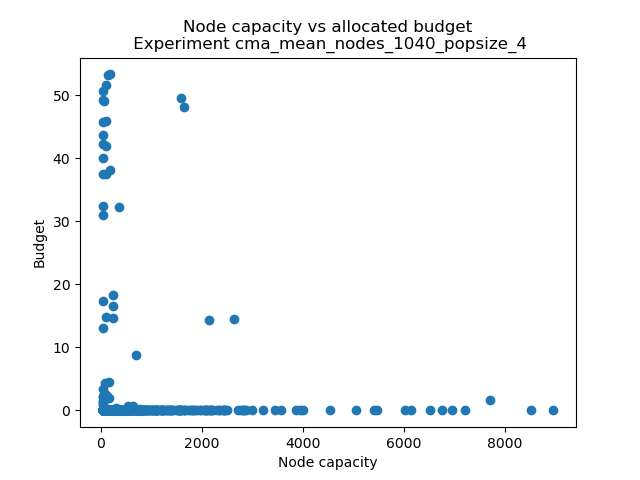 Node capacity vs allocated budget
Experiment cma_mean_nodes_1040_popsize_4
50
40
30
20
10
0
Budget
0 2000 4000 6000 8000
Node capacity